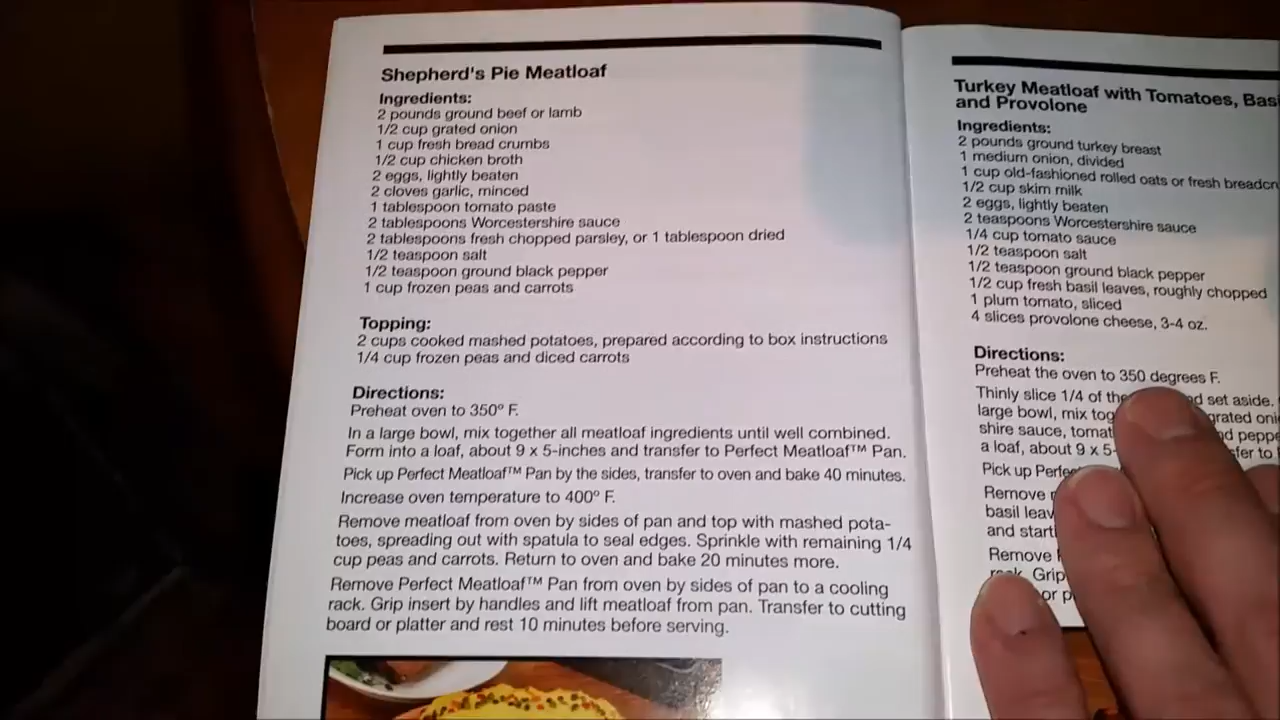 Shepherd's Pie Meatloaf
Ingredients:
2 pounds ground beef or lamb
1/2 cup grated onion
1 cup fresh bread crumbs
1/2 cup chicken broth
2 eggs, lightly beaten
2 cloves garlic, minced
1 tablespoon tomato paste
2 tablespoons Worcestershire sauce
2 tablespoons fresh chopped parsley, or 1 tablespoon dried
1/2 teaspoon salt
1/2 teaspoon ground black pepper
1 cup frozen peas and carrots
Topping:
2 cups cooked mashed potatoes, prepared according to box instructions
1/4 cup frozen peas and diced carrots
Directions:
Preheat oven to 350º F.
In a large bowl, mix together all meatloaf ingredients until well combined.
Form into a loaf, about 9 x 5-inches and transfer to Perfect Meatloaf™ Pan.
Pick up Perfect Meatloaf™ Pan by the sides, transfer to oven and bake 40 minutes.
Increase oven temperature to 400º F.
Remove meatloaf from oven by sides of pan and top with mashed pota-
toes, spreading out with spatula to seal edges. Sprinkle with remaining 1/4
cup peas and carrots. Return to oven and bake 20 minutes more.
Remove Perfect Meatloaf™ Pan from oven by sides of pan to a cooling
rack. Grip insert by handles and lift meatloaf from pan. Transfer to cutting
board or platter and rest 10 minutes before serving.
Turkey Meatloaf with Tomatoes, Bas
and Provolone
Ingredients:
2 pounds ground turkey breast
1 medium onion, divided
1 cup old-fashioned rolled oats or fresh breadcr
1/2 cup skim milk
2 eggs, lightly beaten
2 teaspoons Worcestershire sauce
1/4 cup tomato sauce
1/2 teaspoon salt
1/2 teaspoon ground black pepper
1/2 cup fresh basil leaves, roughly chopped
1 plum tomato, sliced
4 slices provolone cheese, 3-4 oz.
Directions:
Preheat the oven to 350 degrees F.
Thinly slice 1/4 of the and set aside.
large bowl, mix tog grated oni
shire sauce, tomat d peppe
a loaf, about 9 x 5- sfer to
Pick up Perfe
Remove
basil leav
and starti
Remove
rack. Grip
or p